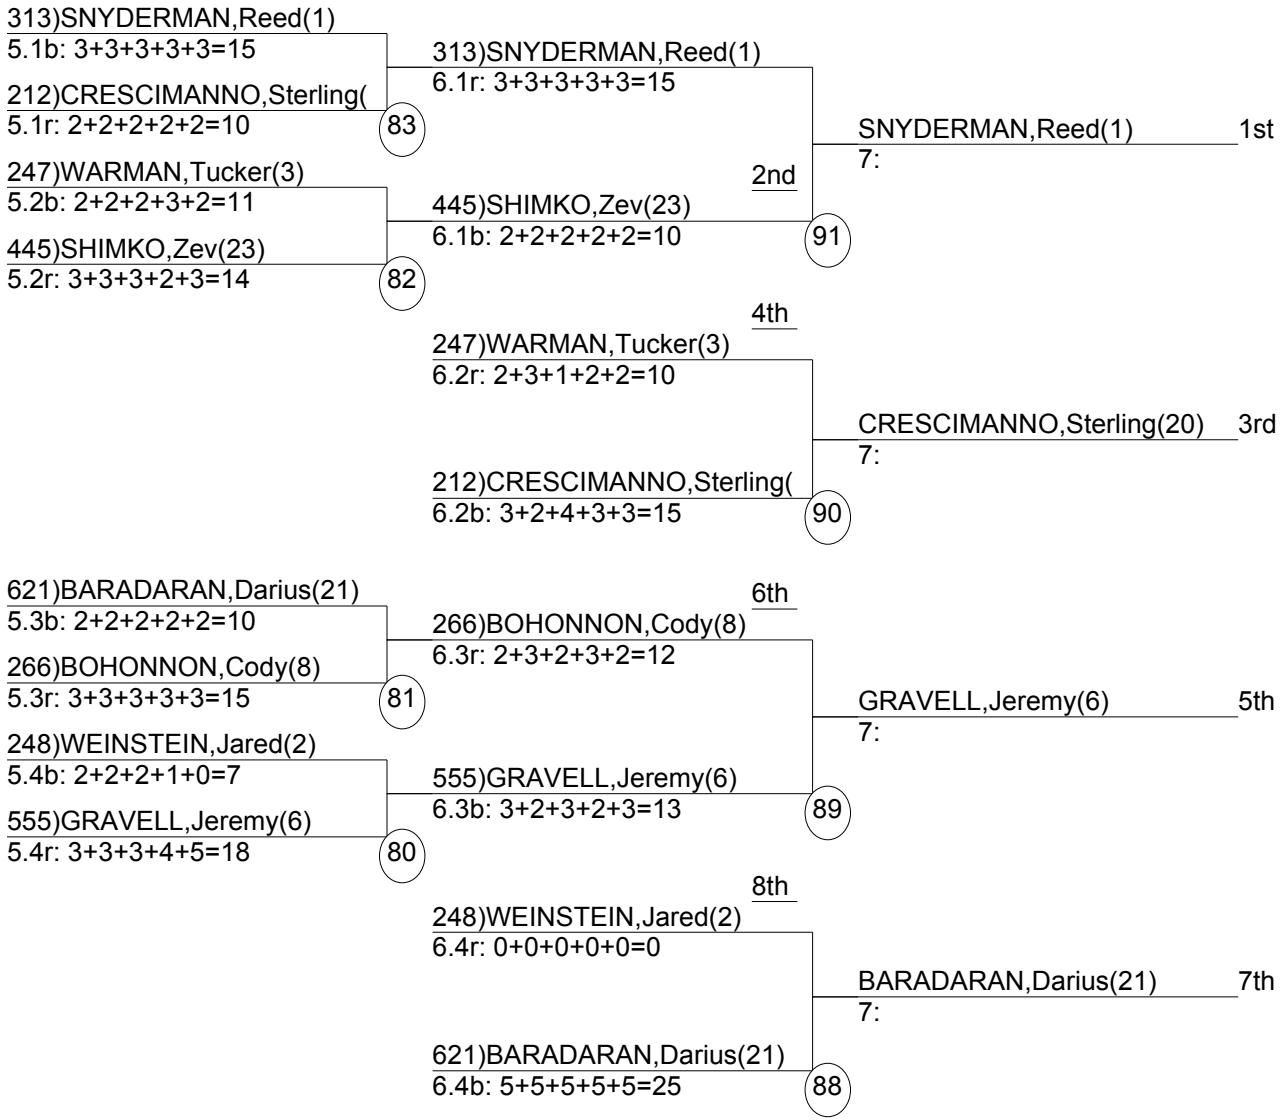 313)SNYDERMAN,Reed(1)
5.1b: 3+3+3+3+3=15
212)CRESCIMANNO,Sterling(
5.1r: 2+2+2+2+2=10
83
247)WARMAN,Tucker(3)
5.2b: 2+2+2+3+2=11
445)SHIMKO,Zev(23)
5.2r: 3+3+3+2+3=14
82
313)SNYDERMAN,Reed(1)
6.1r: 3+3+3+3+3=15
2nd
445)SHIMKO,Zev(23)
6.1b: 2+2+2+2+2=10
91
SNYDERMAN,Reed(1) 1st
7:
4th
247)WARMAN,Tucker(3)
6.2r: 2+3+1+2+2=10
212)CRESCIMANNO,Sterling(
6.2b: 3+2+4+3+3=15
90
CRESCIMANNO,Sterling(20) 3rd
7:
621)BARADARAN,Darius(21)
5.3b: 2+2+2+2+2=10
266)BOHONNON,Cody(8)
5.3r: 3+3+3+3+3=15
81
248)WEINSTEIN,Jared(2)
5.4b: 2+2+2+1+0=7
555)GRAVELL,Jeremy(6)
5.4r: 3+3+3+4+5=18
80
6th
266)BOHONNON,Cody(8)
6.3r: 2+3+2+3+2=12
555)GRAVELL,Jeremy(6)
6.3b: 3+2+3+2+3=13
89
GRAVELL,Jeremy(6) 5th
7:
8th
248)WEINSTEIN,Jared(2)
6.4r: 0+0+0+0+0=0
621)BARADARAN,Darius(21)
6.4b: 5+5+5+5+5=25
88
BARADARAN,Darius(21) 7th
7: